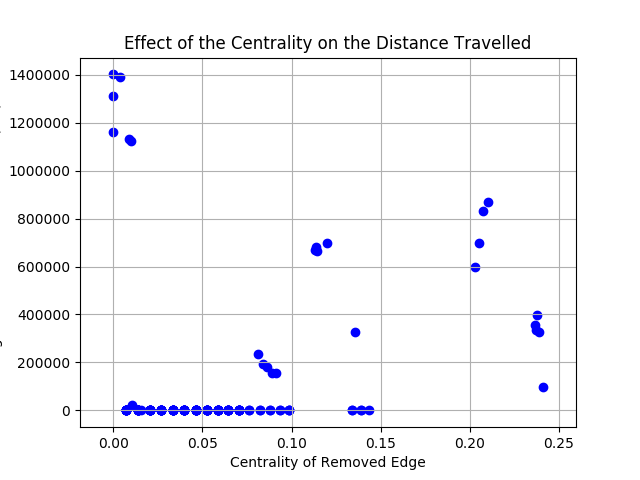 Effect of the Centrality on the Distance Travelled
1400000
1200000
1000000
800000
600000
400000
200000
0
0.00 0.05 0.10 0.15 0.20 0.25
Centrality of Removed Edge